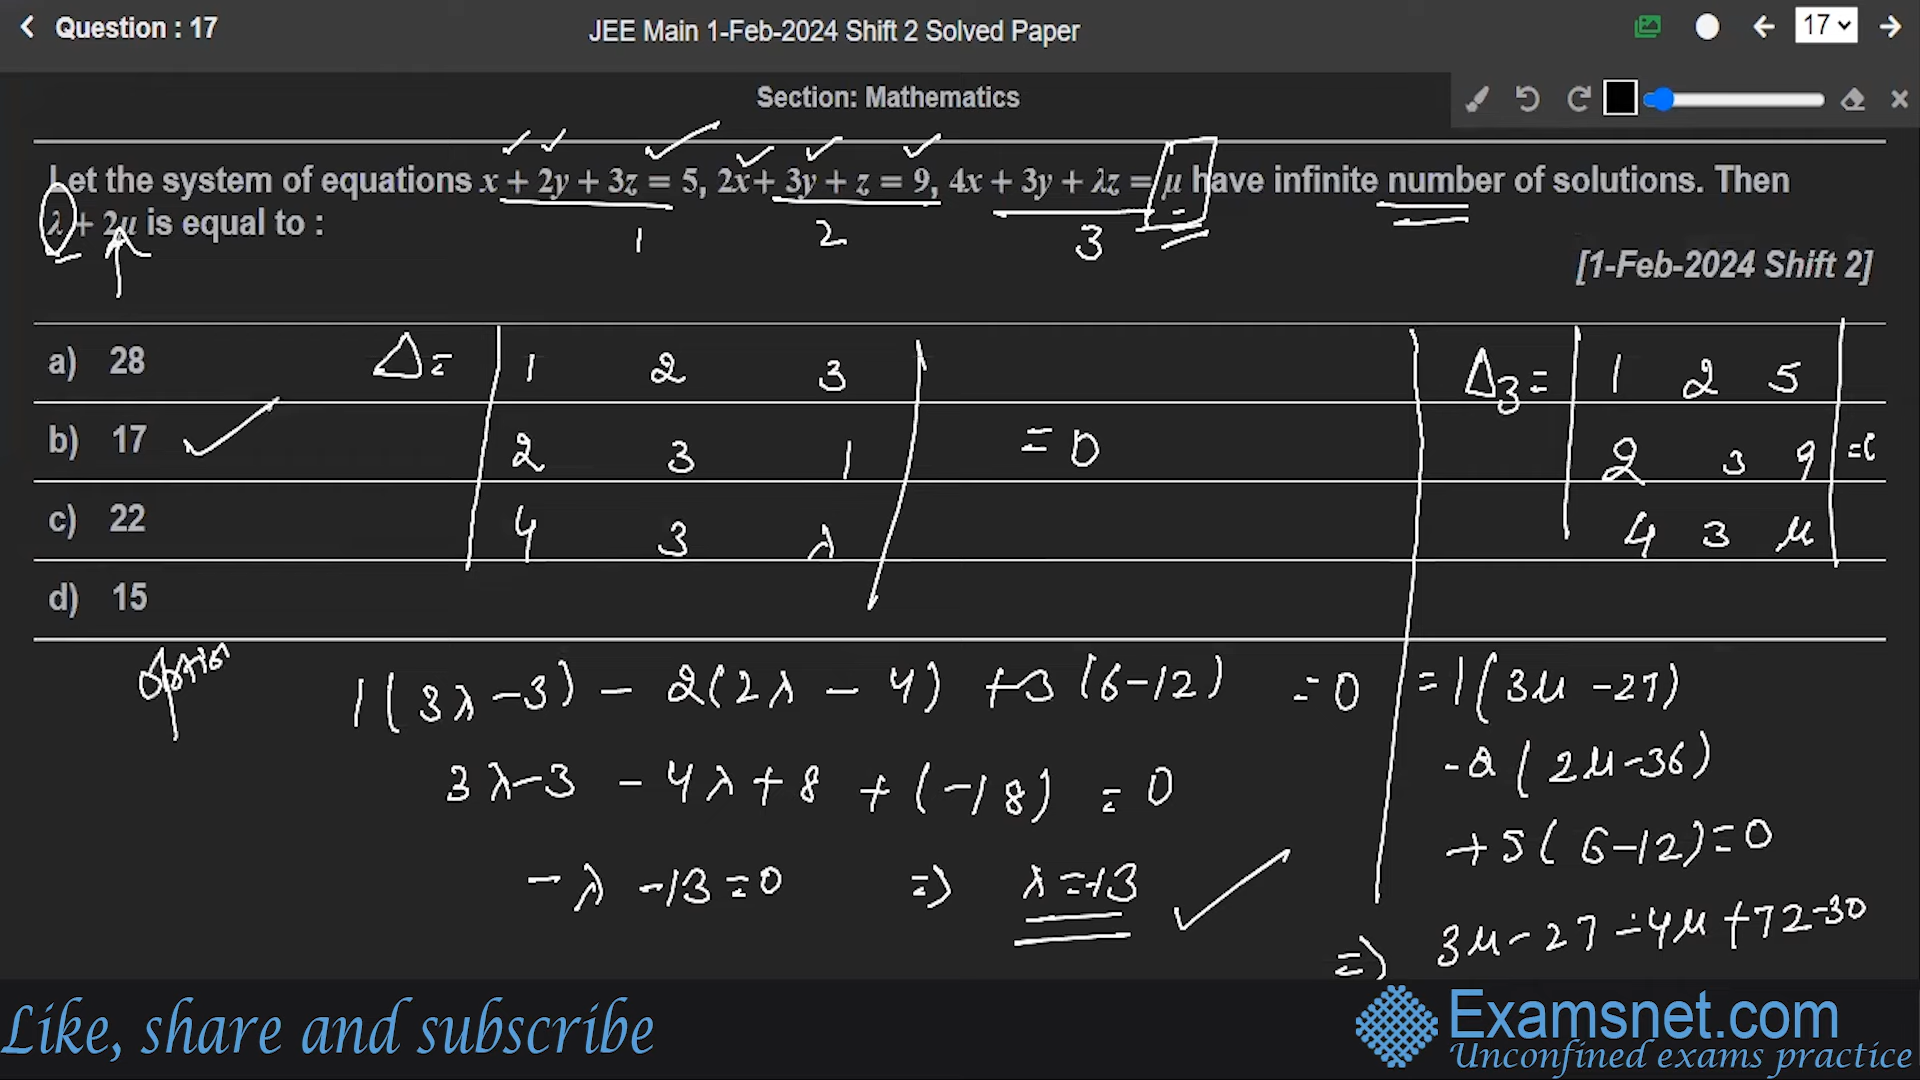 Question : 17
JEE Main 1-Feb-2024 Shift 2 Solved Paper
17
Section: Mathematics
Let the system of equations x + 2y + 3z = 5, 2x+ 3y + z = 9, 4x + 3y + λz = μ have infinite number of solutions. Then
λ + 2μ is equal to :
1 2 3
[1-Feb-2024 Shift 2]
a) 28
b) 17
c) 22
d) 15
Δ= | 1 2 3 |
| 2 3 1 | = 0
| 4 3 λ |
Δ3 = | 1 2 5 |
| 2 3 9 | =0
| 4 3 μ |
option
1(3λ-3) - 2(2λ - 4) +3(6-12) = 0
3λ-3 - 4λ+8 + (-18) = 0
-λ -13=0 => λ=-13
=1(3μ-27)
-2(2μ-36)
+5(6-12)=0
=> 3μ-27-4μ+72-30
Like, share and subscribe
Examsnet.com
Unconfined exams practice